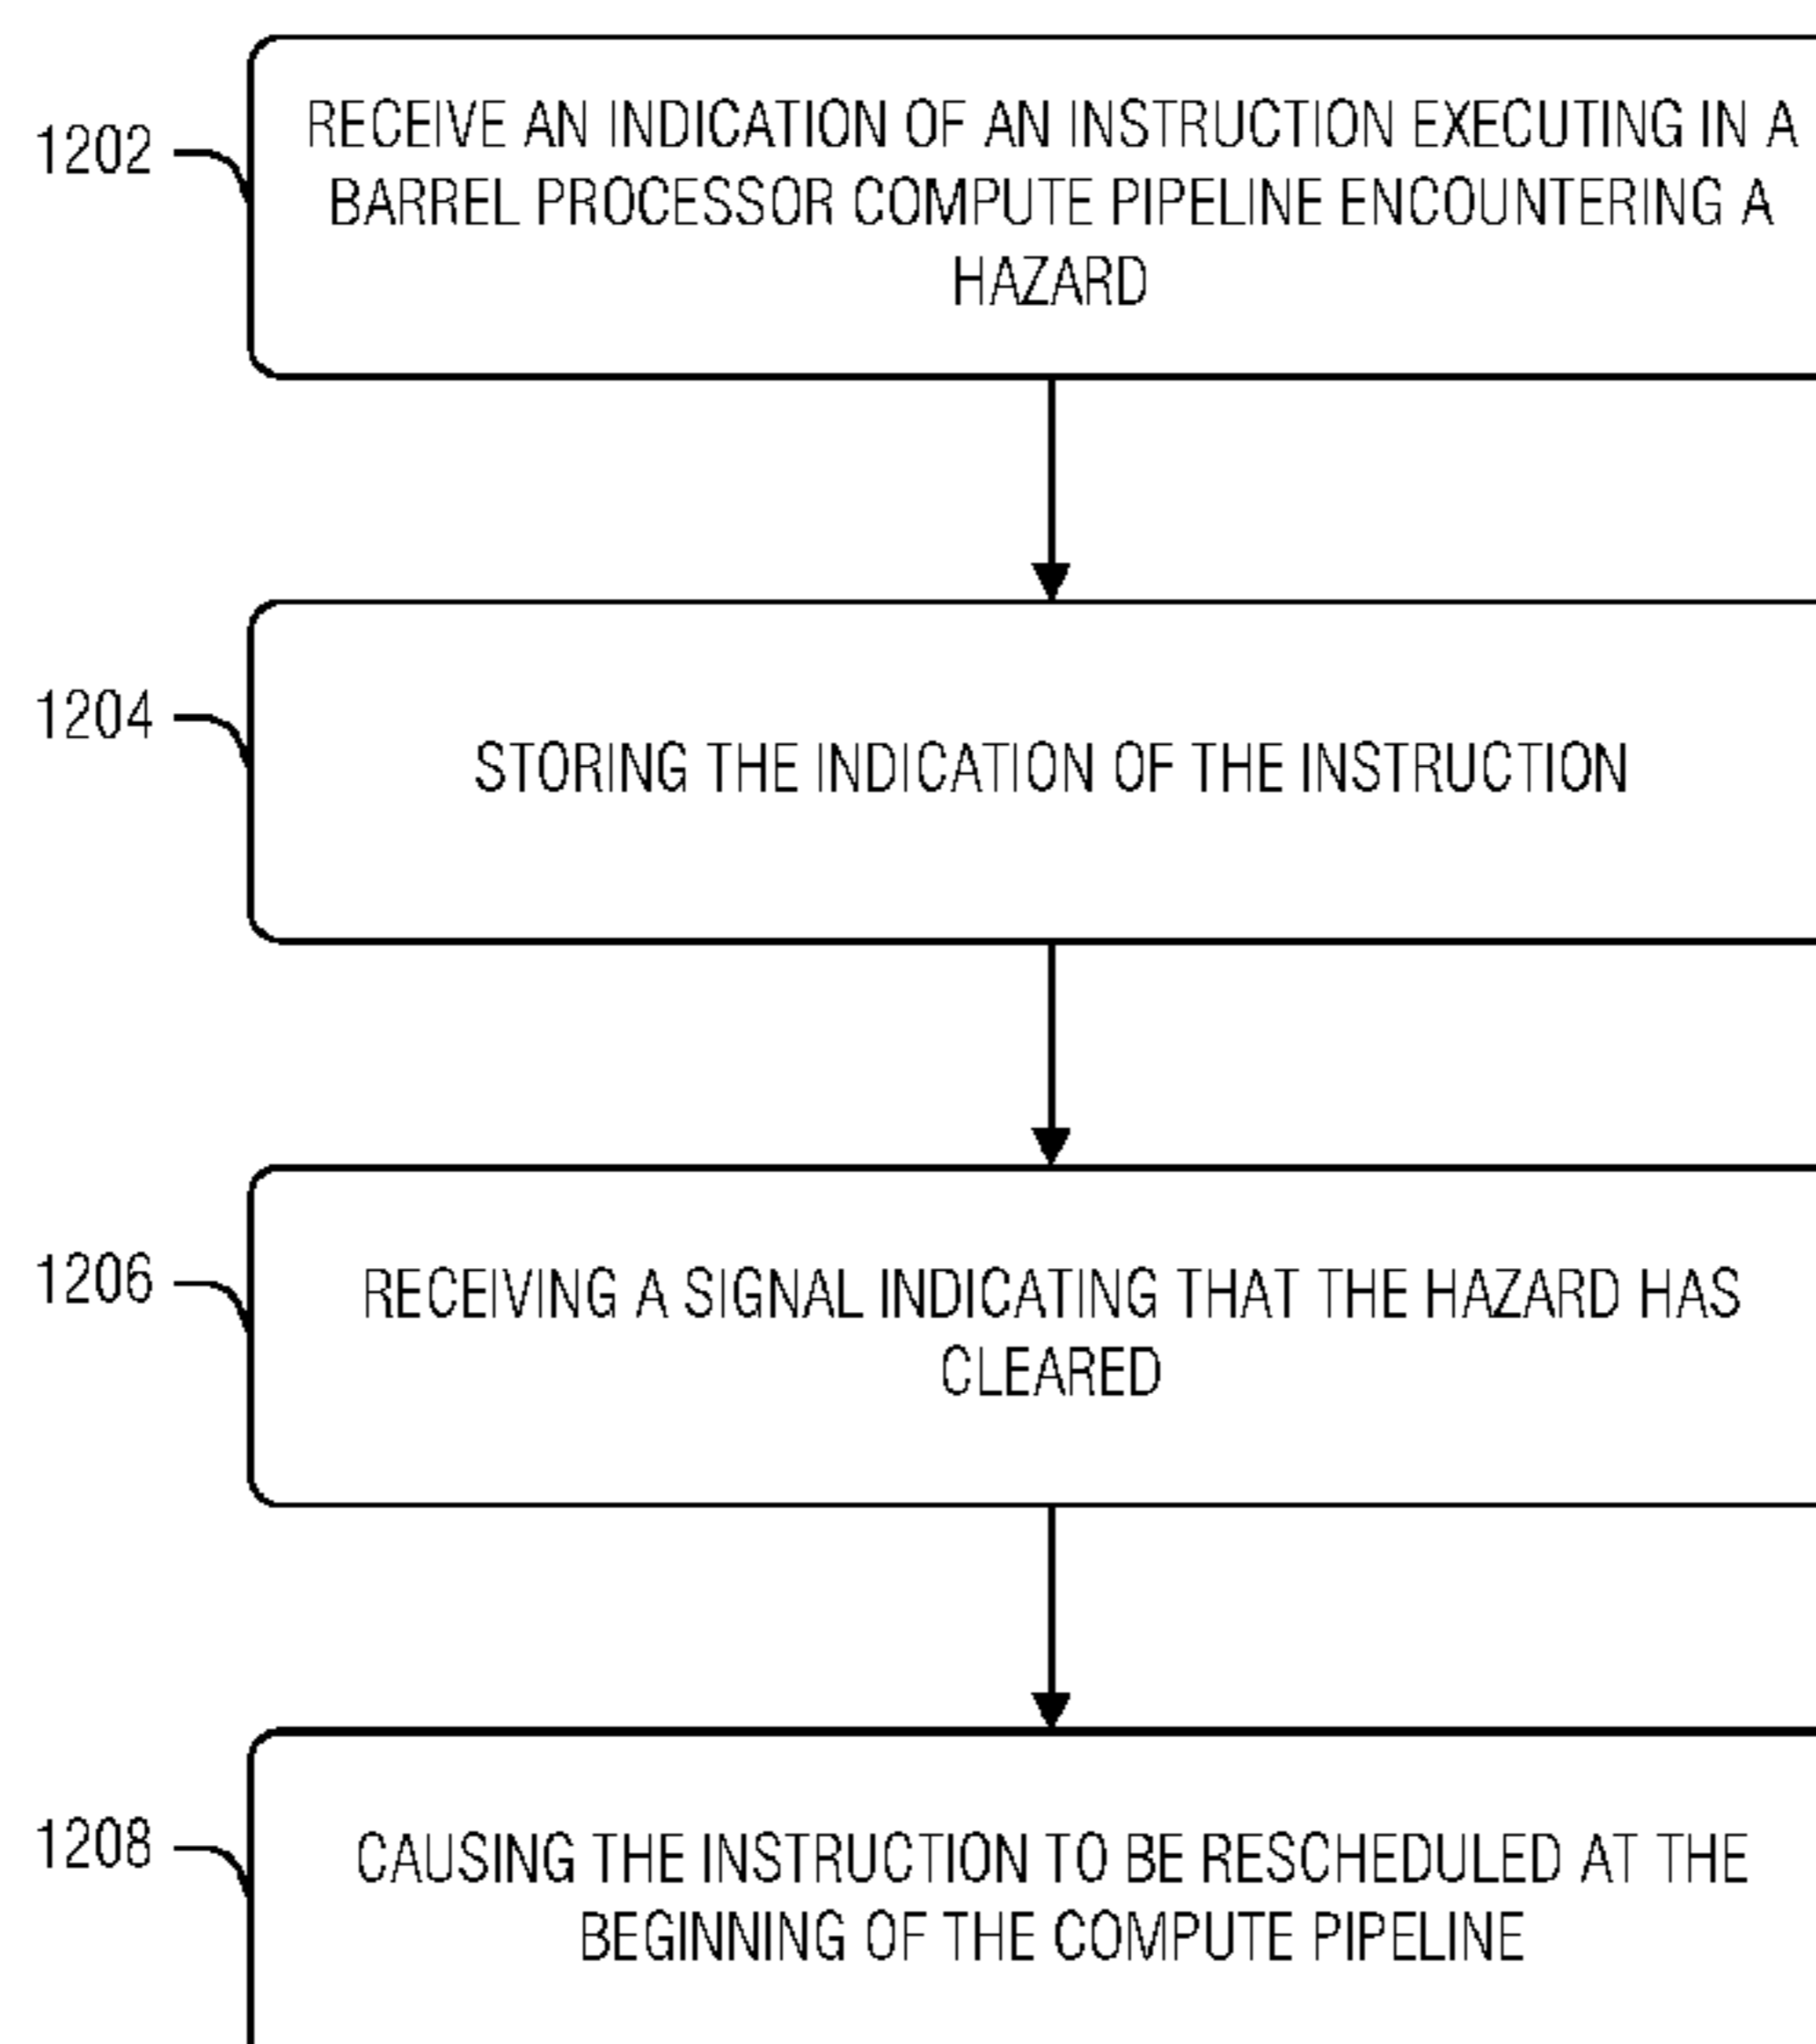 1202
RECEIVE AN INDICATION OF AN INSTRUCTION EXECUTING IN A
BARREL PROCESSOR COMPUTE PIPELINE ENCOUNTERING A
HAZARD
1204
STORING THE INDICATION OF THE INSTRUCTION
1206
RECEIVING A SIGNAL INDICATING THAT THE HAZARD HAS
CLEARED
1208
CAUSING THE INSTRUCTION TO BE RESCHEDULED AT THE
BEGINNING OF THE COMPUTE PIPELINE